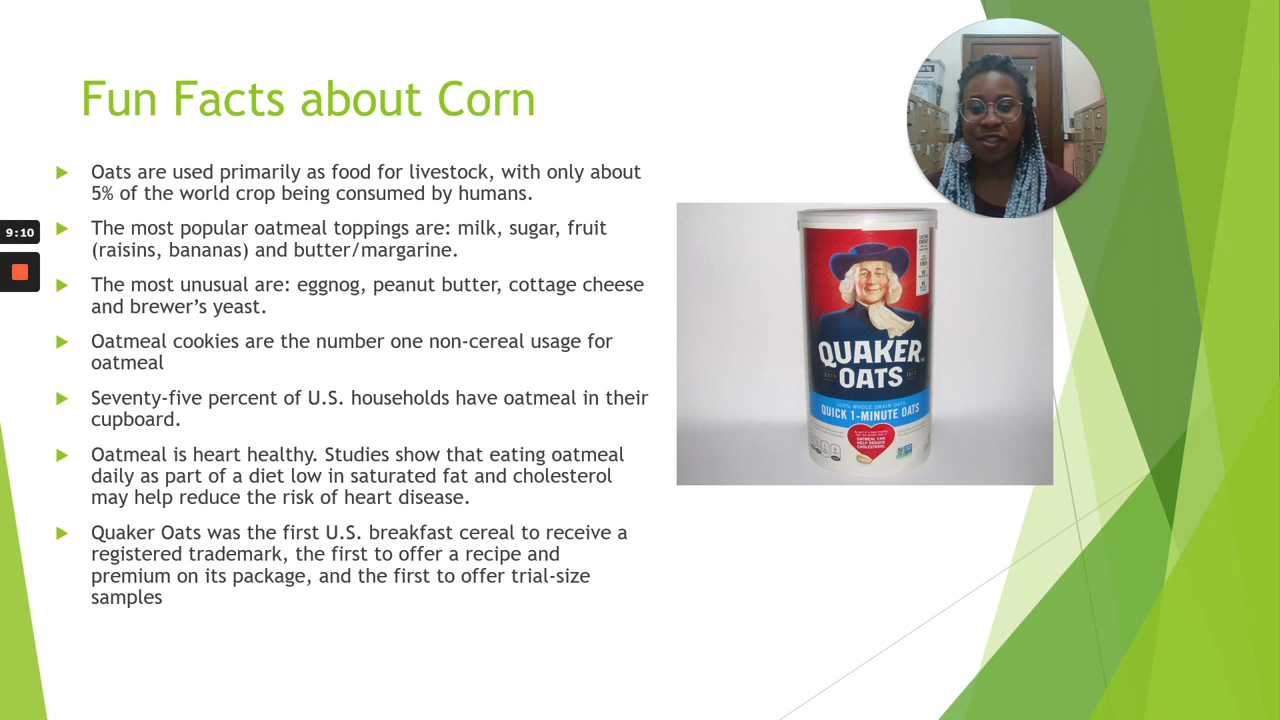 Fun Facts about Corn
Oats are used primarily as food for livestock, with only about
5% of the world crop being consumed by humans.
The most popular oatmeal toppings are: milk, sugar, fruit
(raisins, bananas) and butter/margarine.
The most unusual are: eggnog, peanut butter, cottage cheese
and brewer’s yeast.
Oatmeal cookies are the number one non-cereal usage for
oatmeal
Seventy-five percent of U.S. households have oatmeal in their
cupboard.
Oatmeal is heart healthy. Studies show that eating oatmeal
daily as part of a diet low in saturated fat and cholesterol
may help reduce the risk of heart disease.
Quaker Oats was the first U.S. breakfast cereal to receive a
registered trademark, the first to offer a recipe and
premium on its package, and the first to offer trial-size
samples
9:10
QUAKER
OATS
100% WHOLE GRAIN OATS
QUICK 1-MINUTE OATS
OATMEAL CAN
HELP REDUCE
CHOLESTEROL